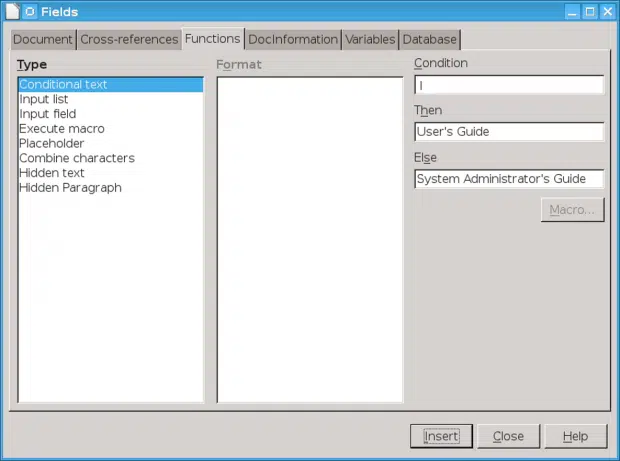 Fields
Document Cross-references Functions DocInformation Variables Database
Type
Conditional text
Input list
Input field
Execute macro
Placeholder
Combine characters
Hidden text
Hidden Paragraph
Format
Condition
Then
User's Guide
Else
System Administrator's Guide
Macro...
Insert Close Help